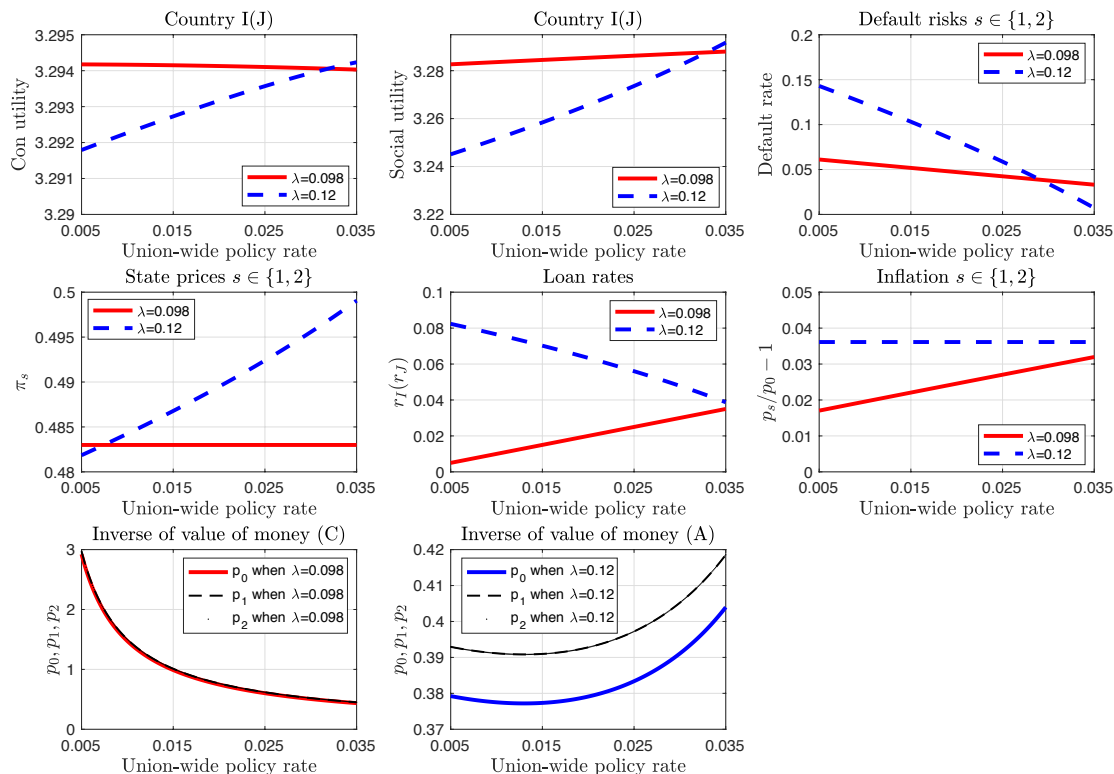 Country I(J)
3.295
3.294
3.293
3.292
3.291
3.29
Con utility
λ=0.098
λ=0.12
0.005 0.015 0.025 0.035
Union-wide policy rate
Country I(J)
3.28
3.26
3.24
3.22
Social utility
λ=0.098
λ=0.12
0.005 0.015 0.025 0.035
Union-wide policy rate
Default risks s ∈ {1, 2}
0.2
0.15
0.1
0.05
0
Default rate
λ=0.098
λ=0.12
0.005 0.015 0.025 0.035
Union-wide policy rate
State prices s ∈ {1, 2}
0.5
0.495
0.49
0.485
0.48
π_s
λ=0.098
λ=0.12
0.005 0.015 0.025 0.035
Union-wide policy rate
Loan rates
0.1
0.08
0.06
0.04
0.02
0
r_I(r_J)
λ=0.098
λ=0.12
0.005 0.015 0.025 0.035
Union-wide policy rate
Inflation s ∈ {1, 2}
0.05
0.04
0.03
0.02
0.01
0
p_s/p_0 − 1
λ=0.098
λ=0.12
0.005 0.015 0.025 0.035
Union-wide policy rate
Inverse of value of money (C)
3
2
1
0
p_0, p_1, p_2
p_0 when λ=0.098
p_1 when λ=0.098
p_2 when λ=0.098
0.005 0.015 0.025 0.035
Union-wide policy rate
Inverse of value of money (A)
0.42
0.41
0.4
0.39
0.38
0.37
p_0, p_1, p_2
p_0 when λ=0.12
p_1 when λ=0.12
p_2 when λ=0.12
0.005 0.015 0.025 0.035
Union-wide policy rate